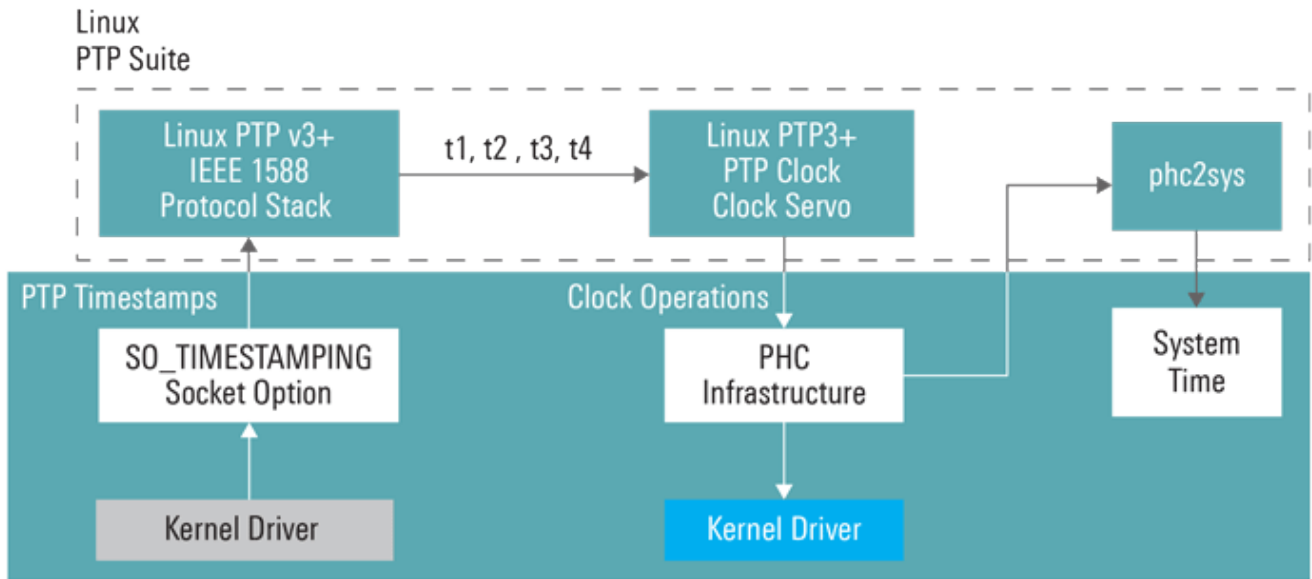 Linux
PTP Suite
Linux PTP v3+
IEEE 1588
Protocol Stack
t1, t2 , t3, t4
Linux PTP3+
PTP Clock
Clock Servo
phc2sys
PTP Timestamps
Clock Operations
SO_TIMESTAMPING
Socket Option
PHC
Infrastructure
System
Time
Kernel Driver
Kernel Driver